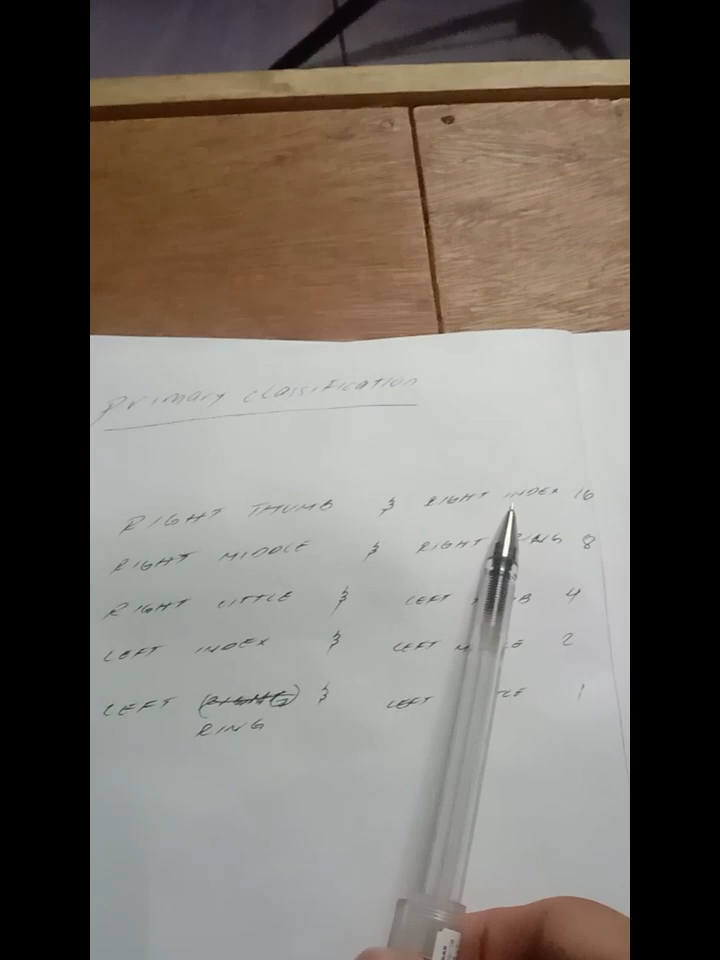 Primary classification
RIGHT THUMB & RIGHT INDEX 16
RIGHT MIDDLE & RIGHT 8
RIGHT LITTLE & LEFT 4
LEFT INDEX & LEFT 2
LEFT & LEFT 1
RING